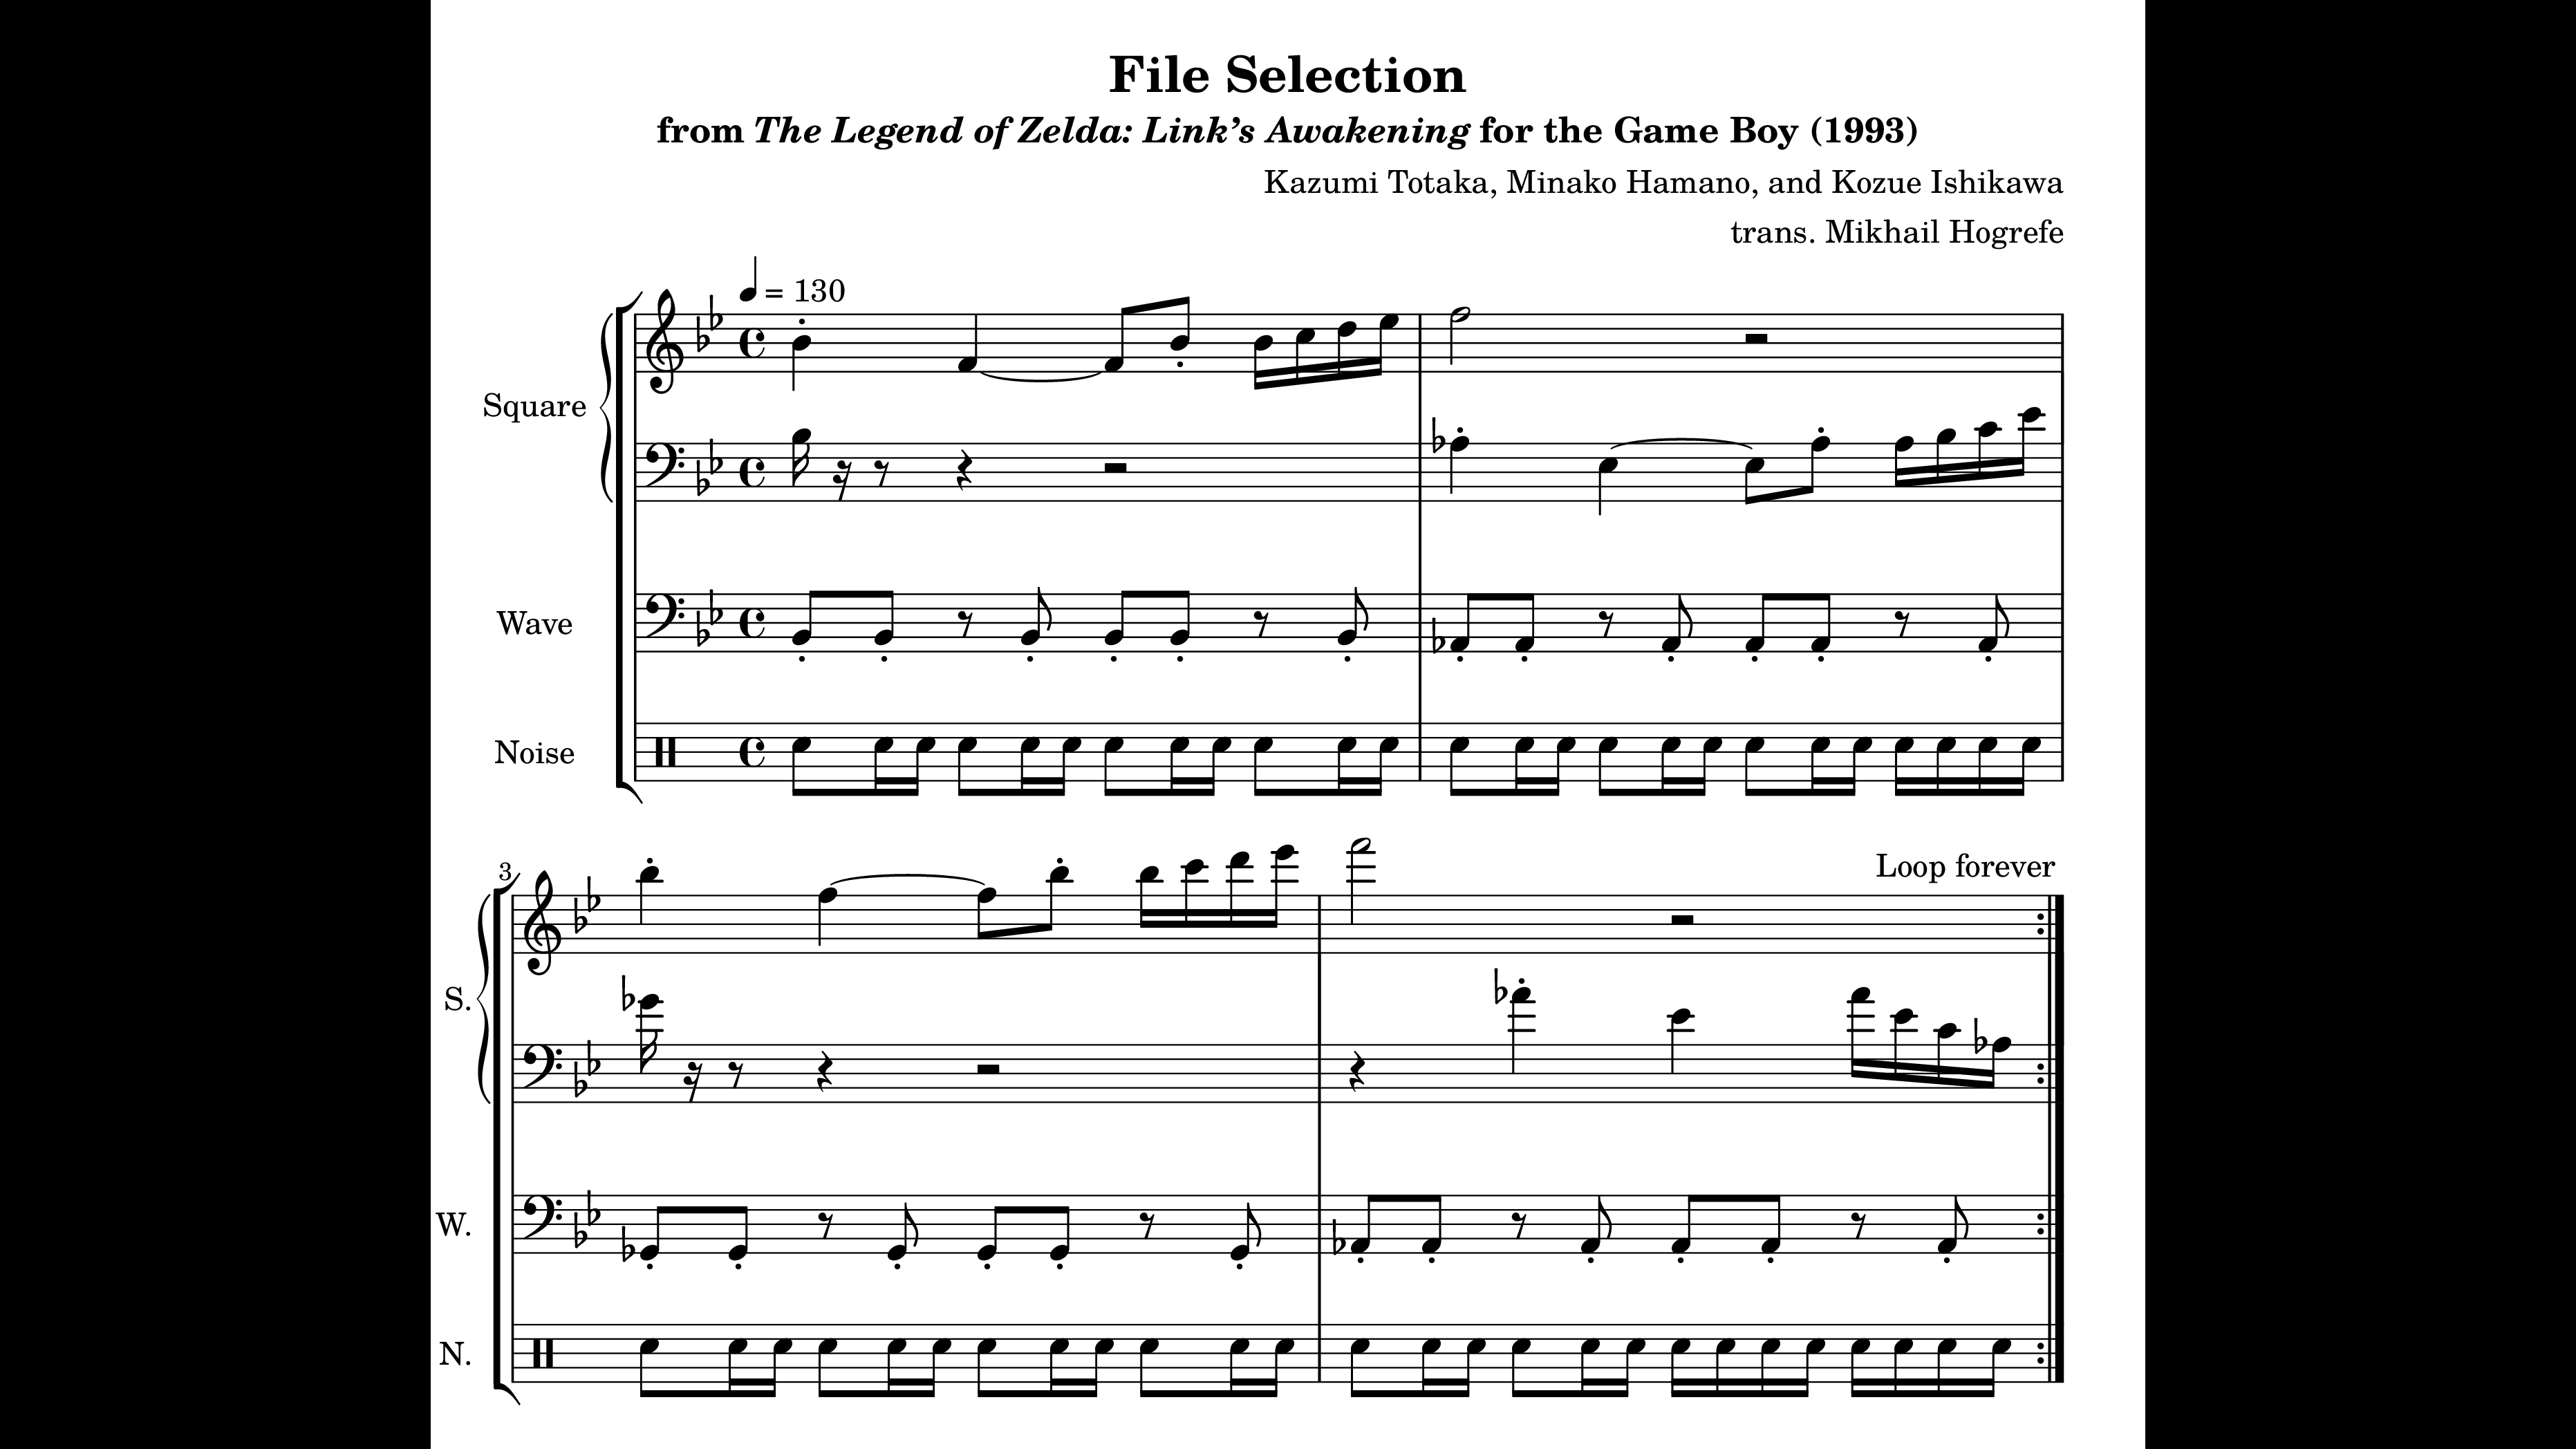 File Selection
from The Legend of Zelda: Link’s Awakening for the Game Boy (1993)
Kazumi Totaka, Minako Hamano, and Kozue Ishikawa
trans. Mikhail Hogrefe
= 130
Square
Wave
Noise
3
Loop forever
S.
W.
N.